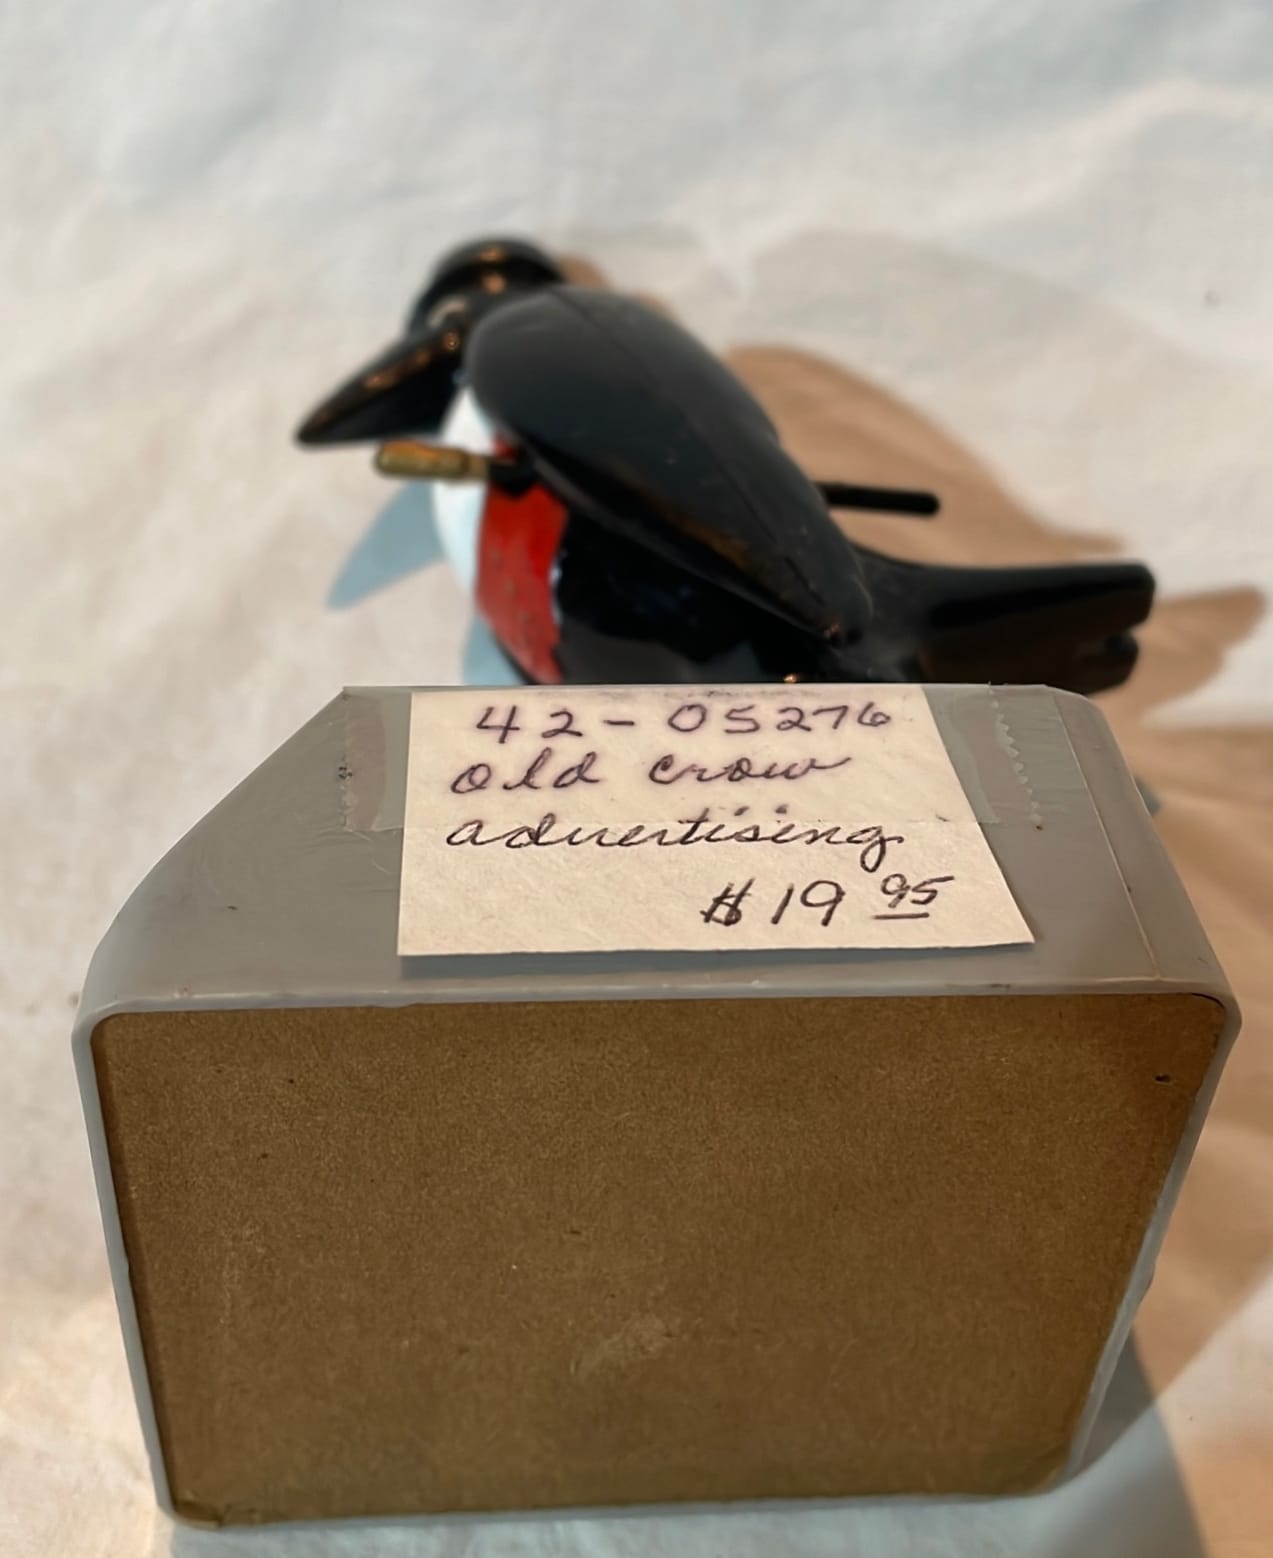 42-05276
old crow
advertising
$19 95